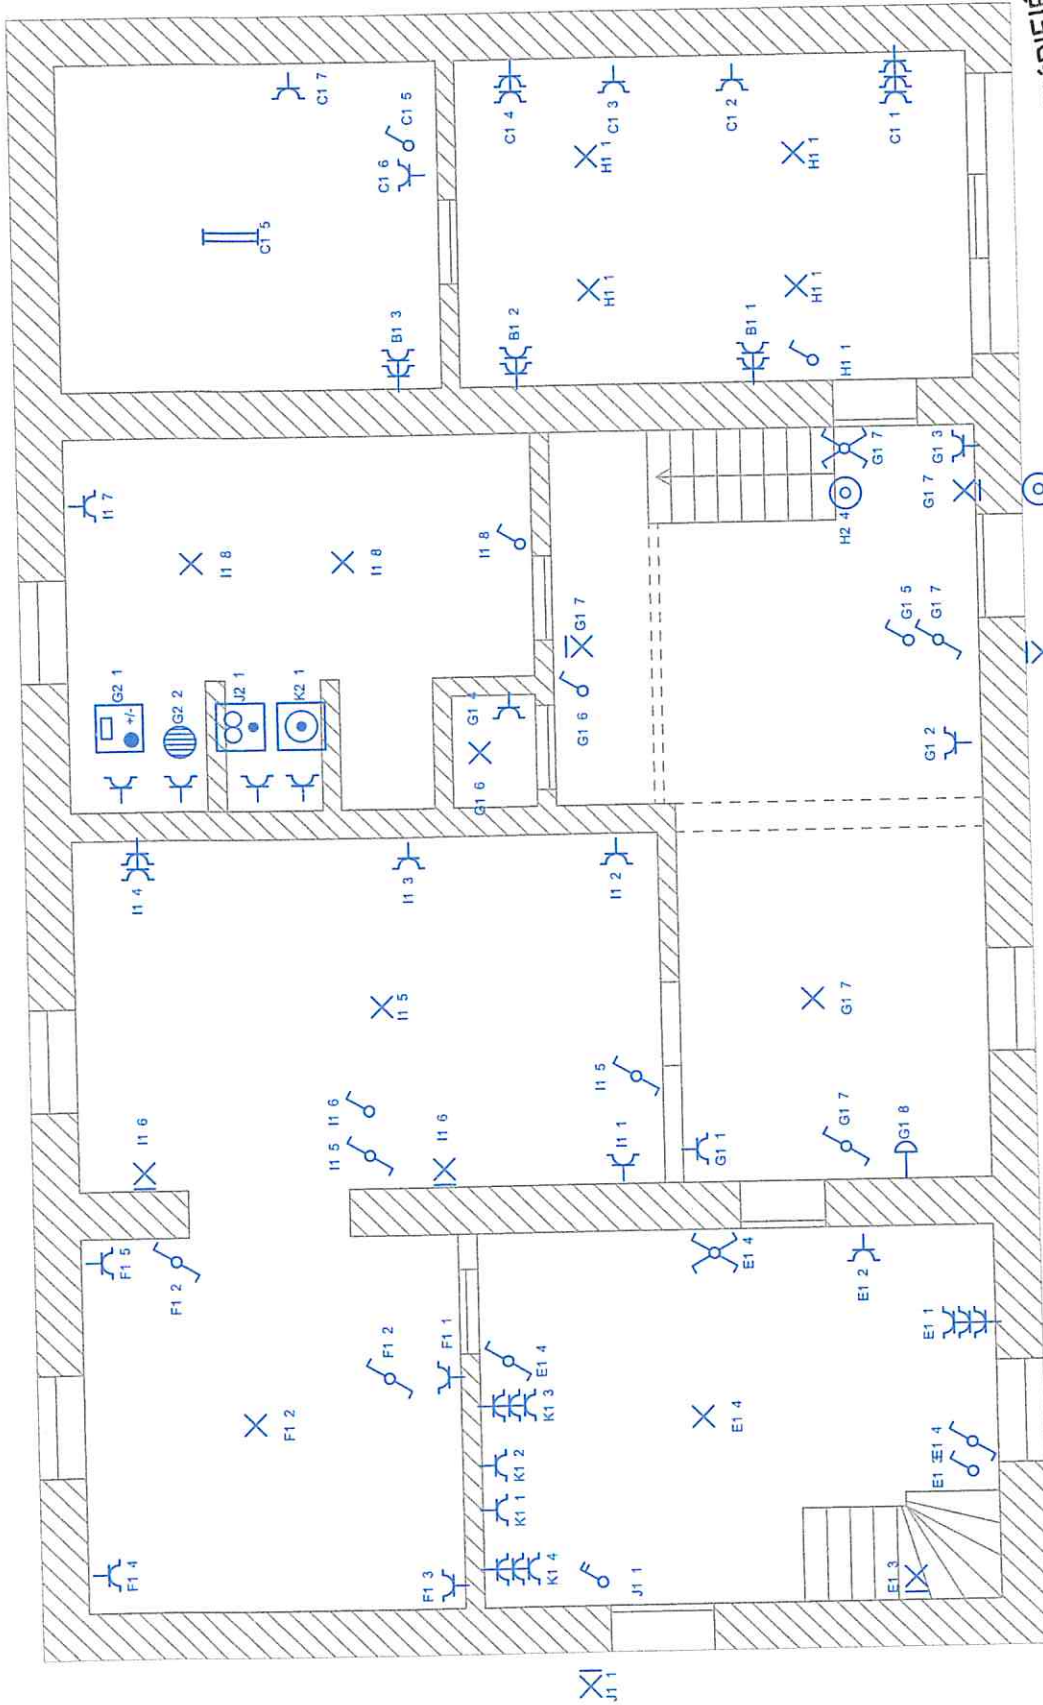 C1 7
C1 5
C1 6
C1 5
B1 3
C1 4
C1 3
C1 2
C1 1
H1 1
H1 1
H1 1
H1 1
B1 2
B1 1
H1 1
I1 7
I1 8
I1 8
I1 8
G2 1
+/-
G2 2
J2 1
K2 1
G1 4
G1 6
G1 6
G1 7
G1 7
G1 3
G1 7
H2 4
G1 5
G1 7
G1 2
I1 4
I1 3
I1 2
I1 5
I1 6
I1 5
I1 6
I1 6
I1 5
I1 1
G1 1
G1 7
G1 7
G1 8
F1 5
F1 2
F1 2
F1 1
F1 2
F1 4
F1 3
E1 4
K1 3
K1 2
K1 1
K1 4
J1 1
E1 4
E1 4
E1 2
E1 1
E1 4
E1 3
E1 3
J1 1